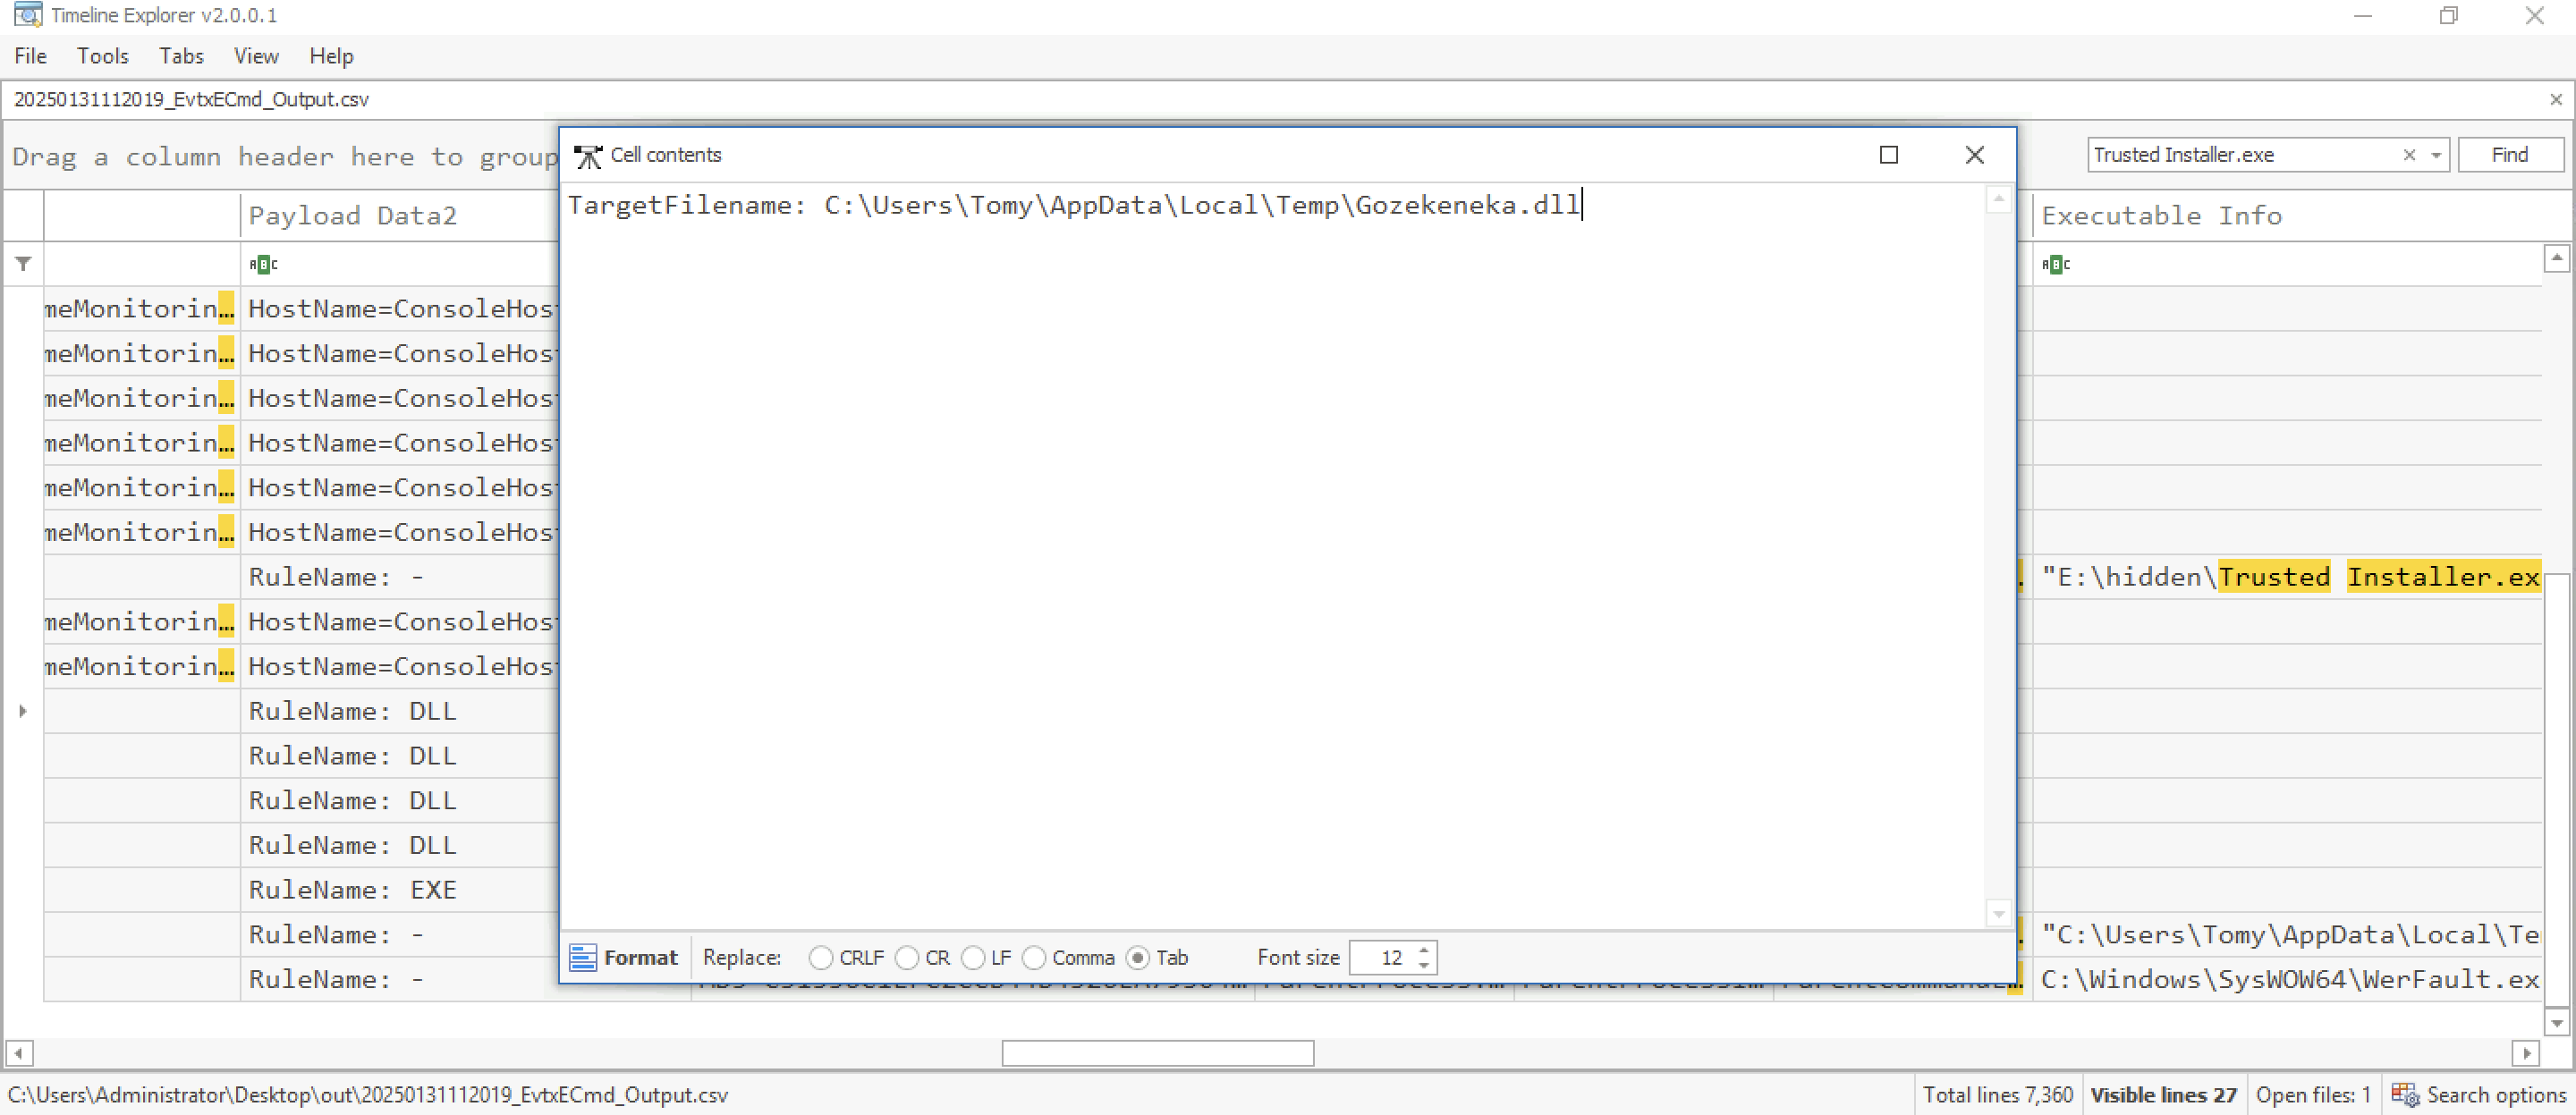 Timeline Explorer v2.0.0.1
File Tools Tabs View Help
20250131112019_EvtxECmd_Output.csv
Drag a column header here to group
Trusted Installer.exe
Find
Cell contents
TargetFilename: C:\Users\Tomy\AppData\Local\Temp\Gozekeneka.dll
Payload Data2
Executable Info
meMonitorin… HostName=ConsoleHos
meMonitorin… HostName=ConsoleHos
meMonitorin… HostName=ConsoleHos
meMonitorin… HostName=ConsoleHos
meMonitorin… HostName=ConsoleHos
meMonitorin… HostName=ConsoleHos
RuleName: - "E:\hidden\Trusted Installer.ex
meMonitorin… HostName=ConsoleHos
meMonitorin… HostName=ConsoleHos
RuleName: DLL
RuleName: DLL
RuleName: DLL
RuleName: DLL
RuleName: EXE
RuleName: - "C:\Users\Tomy\AppData\Local\Te
RuleName: - C:\Windows\SysWOW64\WerFault.ex
Format Replace: CRLF CR LF Comma Tab Font size 12
C:\Users\Administrator\Desktop\out\20250131112019_EvtxECmd_Output.csv
Total lines 7,360 Visible lines 27 Open files: 1 Search options